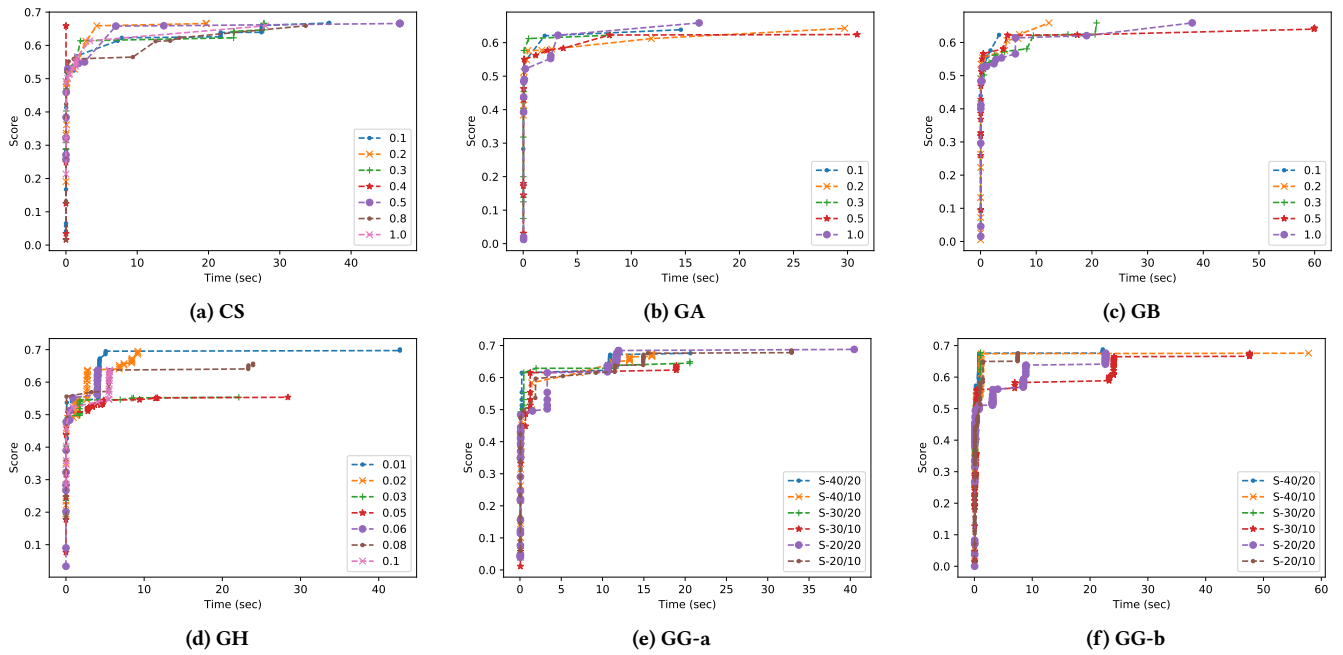 0.7
0.6
0.5
0.4
0.3
0.2
0.1
0.0
Score
0 10 20 30 40
Time (sec)
0.1
0.2
0.3
0.4
0.5
0.8
1.0
(a) CS
0.6
0.5
0.4
0.3
0.2
0.1
0.0
Score
0 5 10 15 20 25 30
Time (sec)
0.1
0.2
0.3
0.5
1.0
(b) GA
0.6
0.5
0.4
0.3
0.2
0.1
0.0
Score
0 10 20 30 40 50 60
Time (sec)
0.1
0.2
0.3
0.5
1.0
(c) GB
0.7
0.6
0.5
0.4
0.3
0.2
0.1
Score
0 10 20 30 40
Time (sec)
0.01
0.02
0.03
0.05
0.06
0.08
0.1
(d) GH
0.7
0.6
0.5
0.4
0.3
0.2
0.1
0.0
Score
0 5 10 15 20 25 30 35 40
Time (sec)
S-40/20
S-40/10
S-30/20
S-30/10
S-20/20
S-20/10
(e) GG-a
0.7
0.6
0.5
0.4
0.3
0.2
0.1
0.0
Score
0 10 20 30 40 50 60
Time (sec)
S-40/20
S-40/10
S-30/20
S-30/10
S-20/20
S-20/10
(f) GG-b